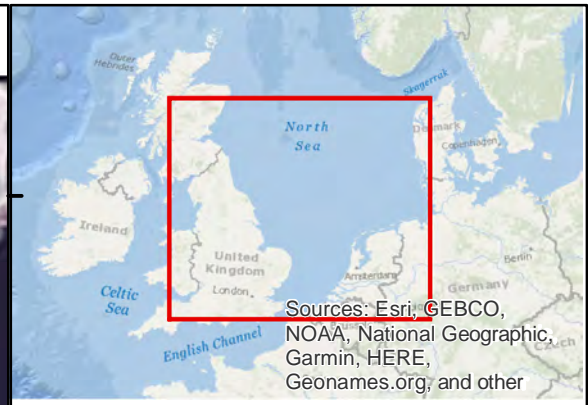 Outer
Hebrides
Skagerrak
North
Sea
Denmark
Copenhagen
Ireland
United
Kingdom
Amsterdam
Berlin
London
Germany
Celtic
Sea
English Channel
Sources: Esri, GEBCO,
NOAA, National Geographic,
Garmin, HERE,
Geonames.org, and other
Czech